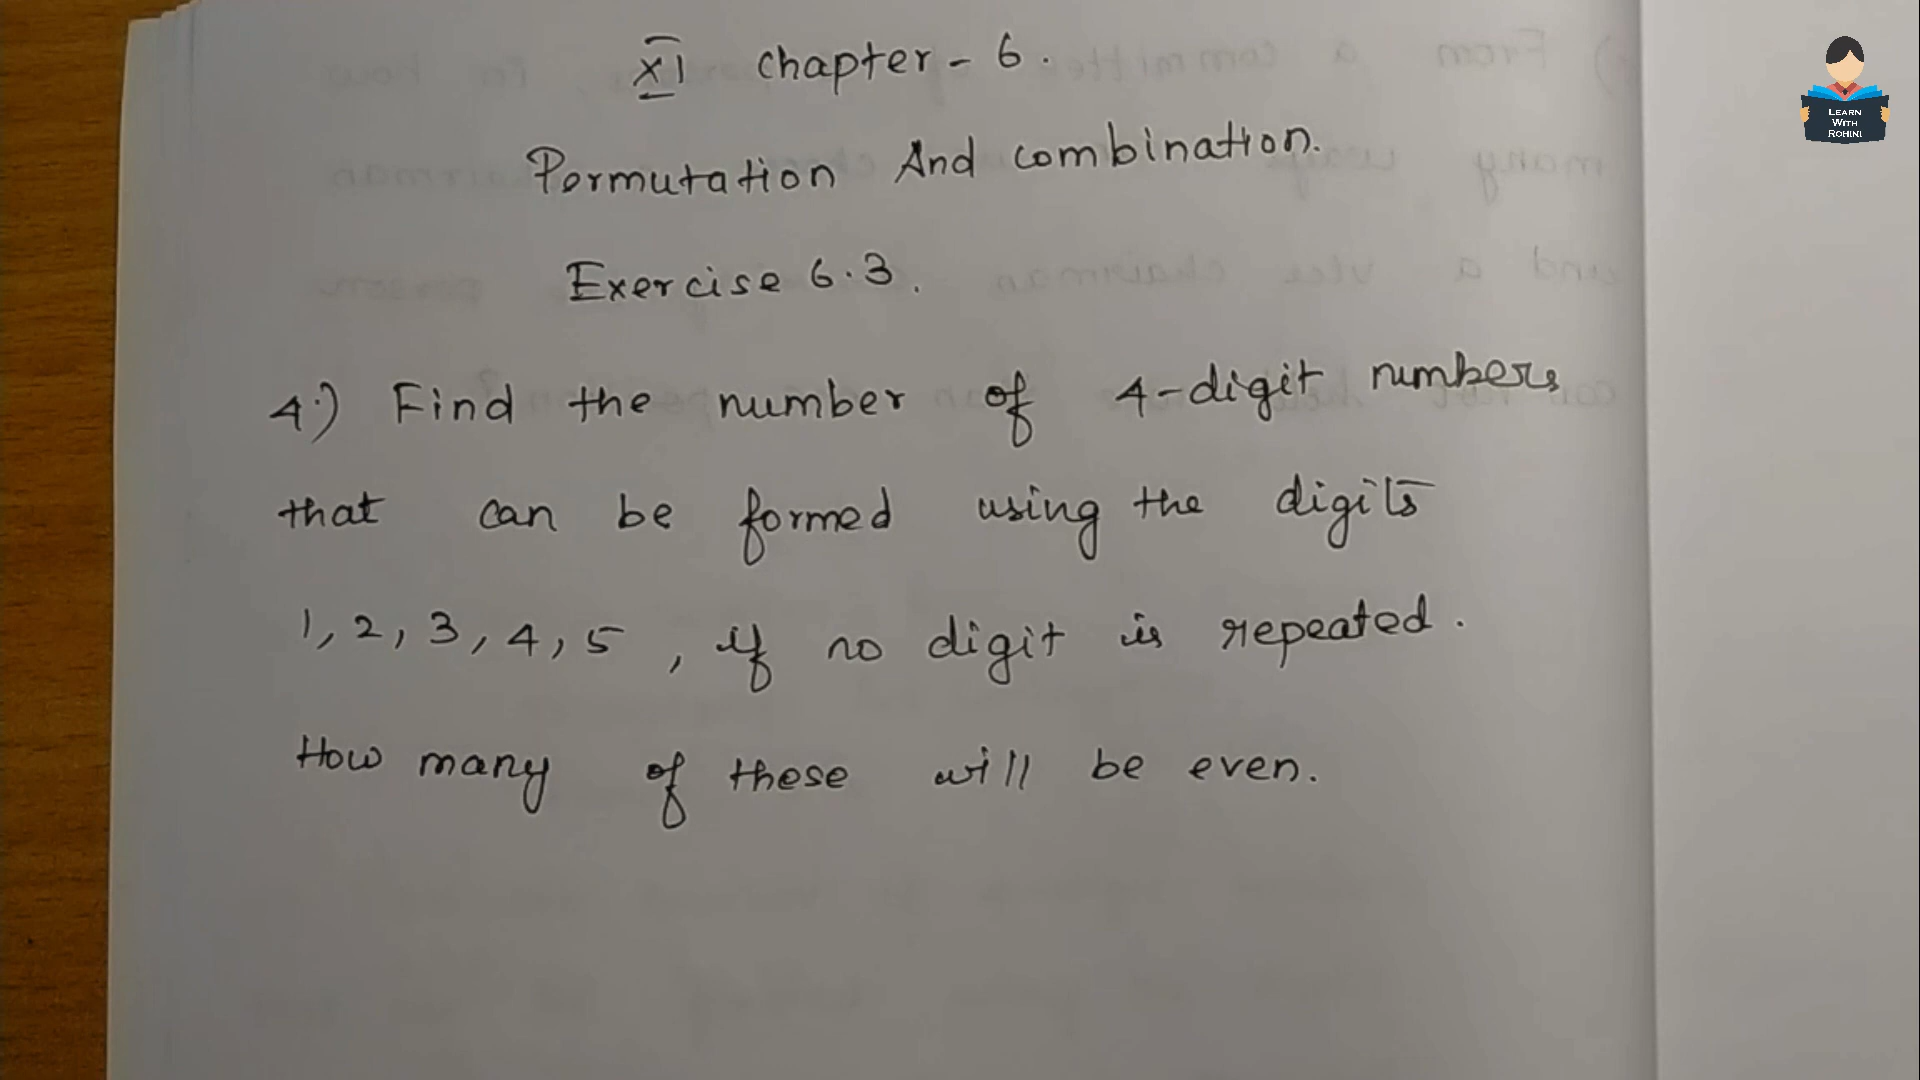 XI chapter - 6.
Permutation And combination.
Exercise 6.3.
4.) Find the number of 4-digit numbers
that can be formed using the digits
1, 2, 3, 4, 5, if no digit is repeated.
How many of these will be even.
LEARN
WITH
ROHINI